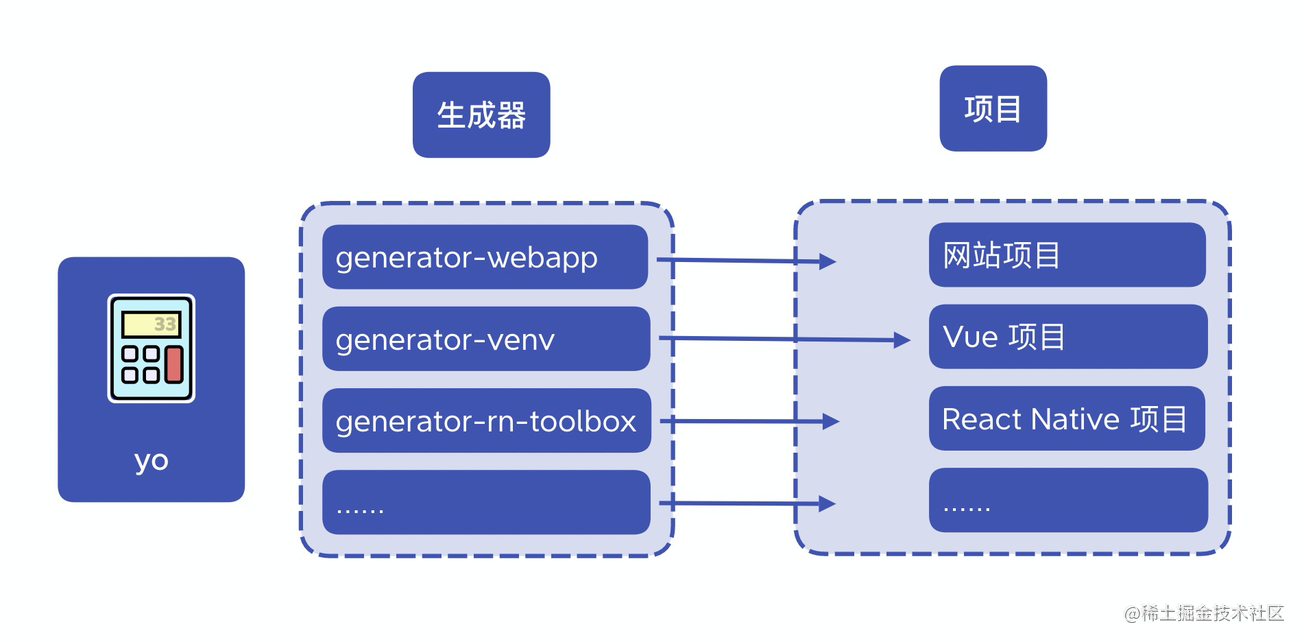 生成器
项目
33
yo
generator-webapp
generator-venv
generator-rn-toolbox
......
网站项目
Vue 项目
React Native 项目
......
@稀土掘金技术社区